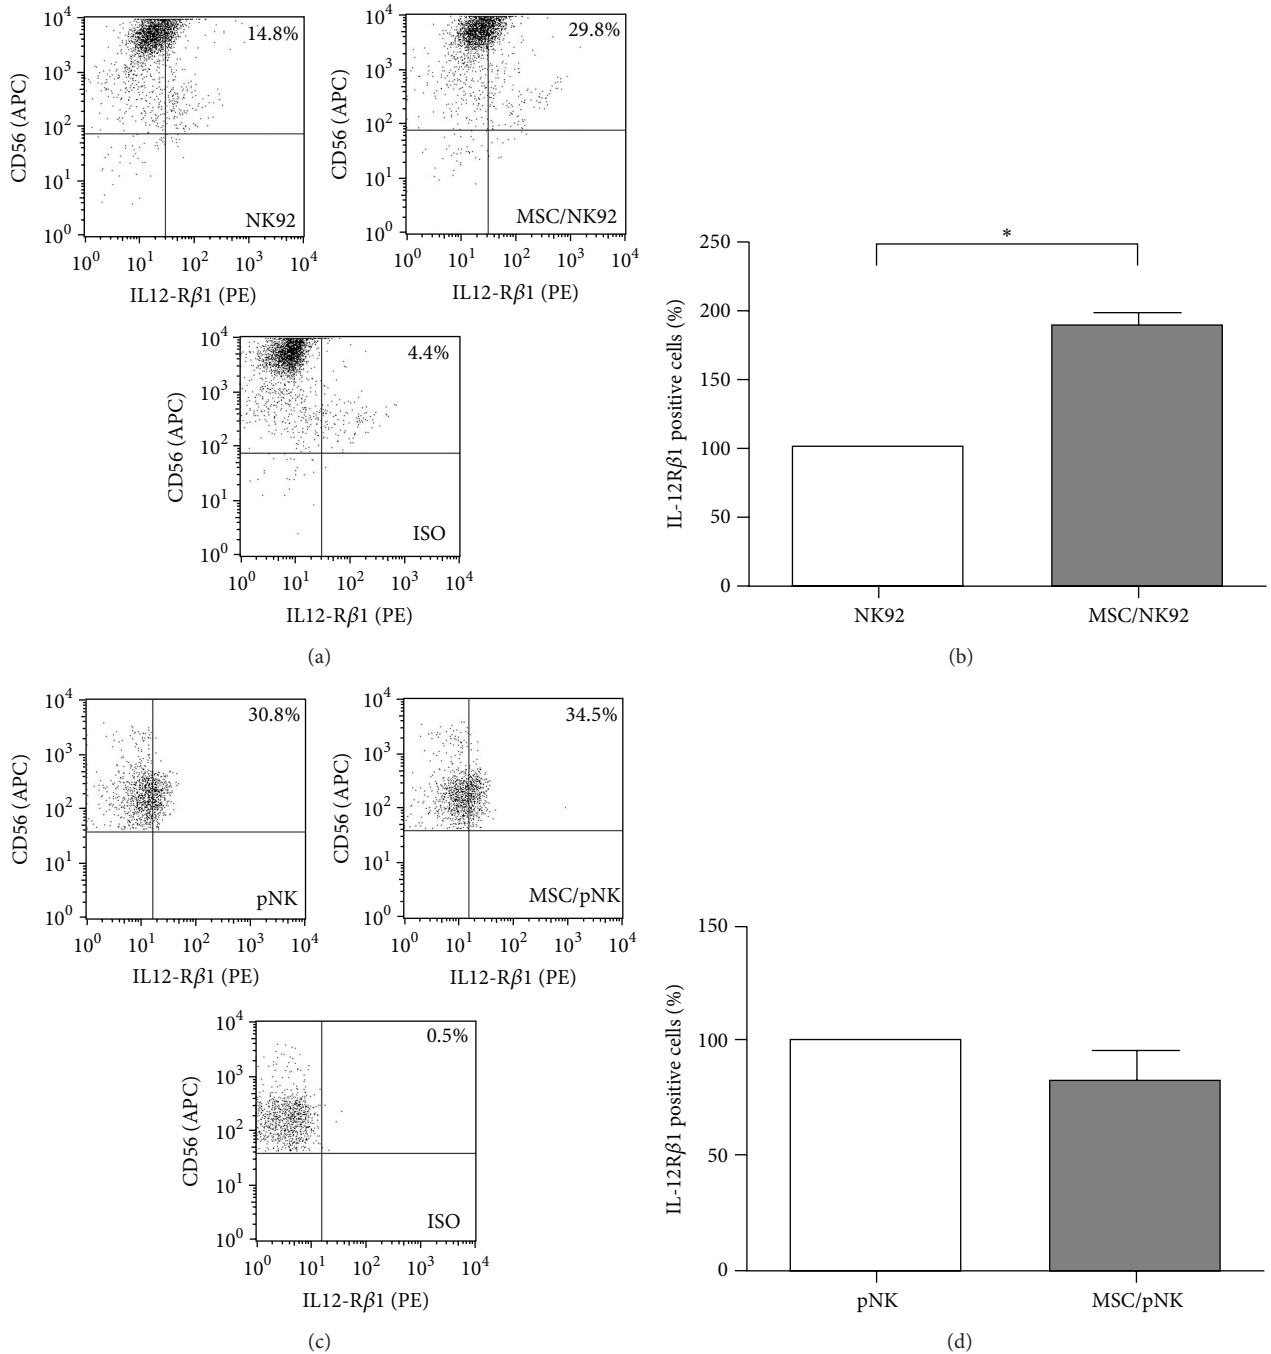 10⁴ 10³ 10² 10¹ 10⁰
CD56 (APC)
14.8%
NK92
10⁰ 10¹ 10² 10³ 10⁴
IL12-Rβ1 (PE)
10⁴ 10³ 10² 10¹ 10⁰
CD56 (APC)
29.8%
MSC/NK92
10⁰ 10¹ 10² 10³ 10⁴
IL12-Rβ1 (PE)
10⁴ 10³ 10² 10¹ 10⁰
CD56 (APC)
4.4%
ISO
10⁰ 10¹ 10² 10³ 10⁴
IL12-Rβ1 (PE)
(a)
250
200
150
100
50
0
IL-12Rβ1 positive cells (%)
*
NK92 MSC/NK92
(b)
10⁴ 10³ 10² 10¹ 10⁰
CD56 (APC)
30.8%
pNK
10⁰ 10¹ 10² 10³ 10⁴
IL12-Rβ1 (PE)
10⁴ 10³ 10² 10¹ 10⁰
CD56 (APC)
34.5%
MSC/pNK
10⁰ 10¹ 10² 10³ 10⁴
IL12-Rβ1 (PE)
10⁴ 10³ 10² 10¹ 10⁰
CD56 (APC)
0.5%
ISO
10⁰ 10¹ 10² 10³ 10⁴
IL12-Rβ1 (PE)
(c)
150
100
50
0
IL-12Rβ1 positive cells (%)
pNK MSC/pNK
(d)